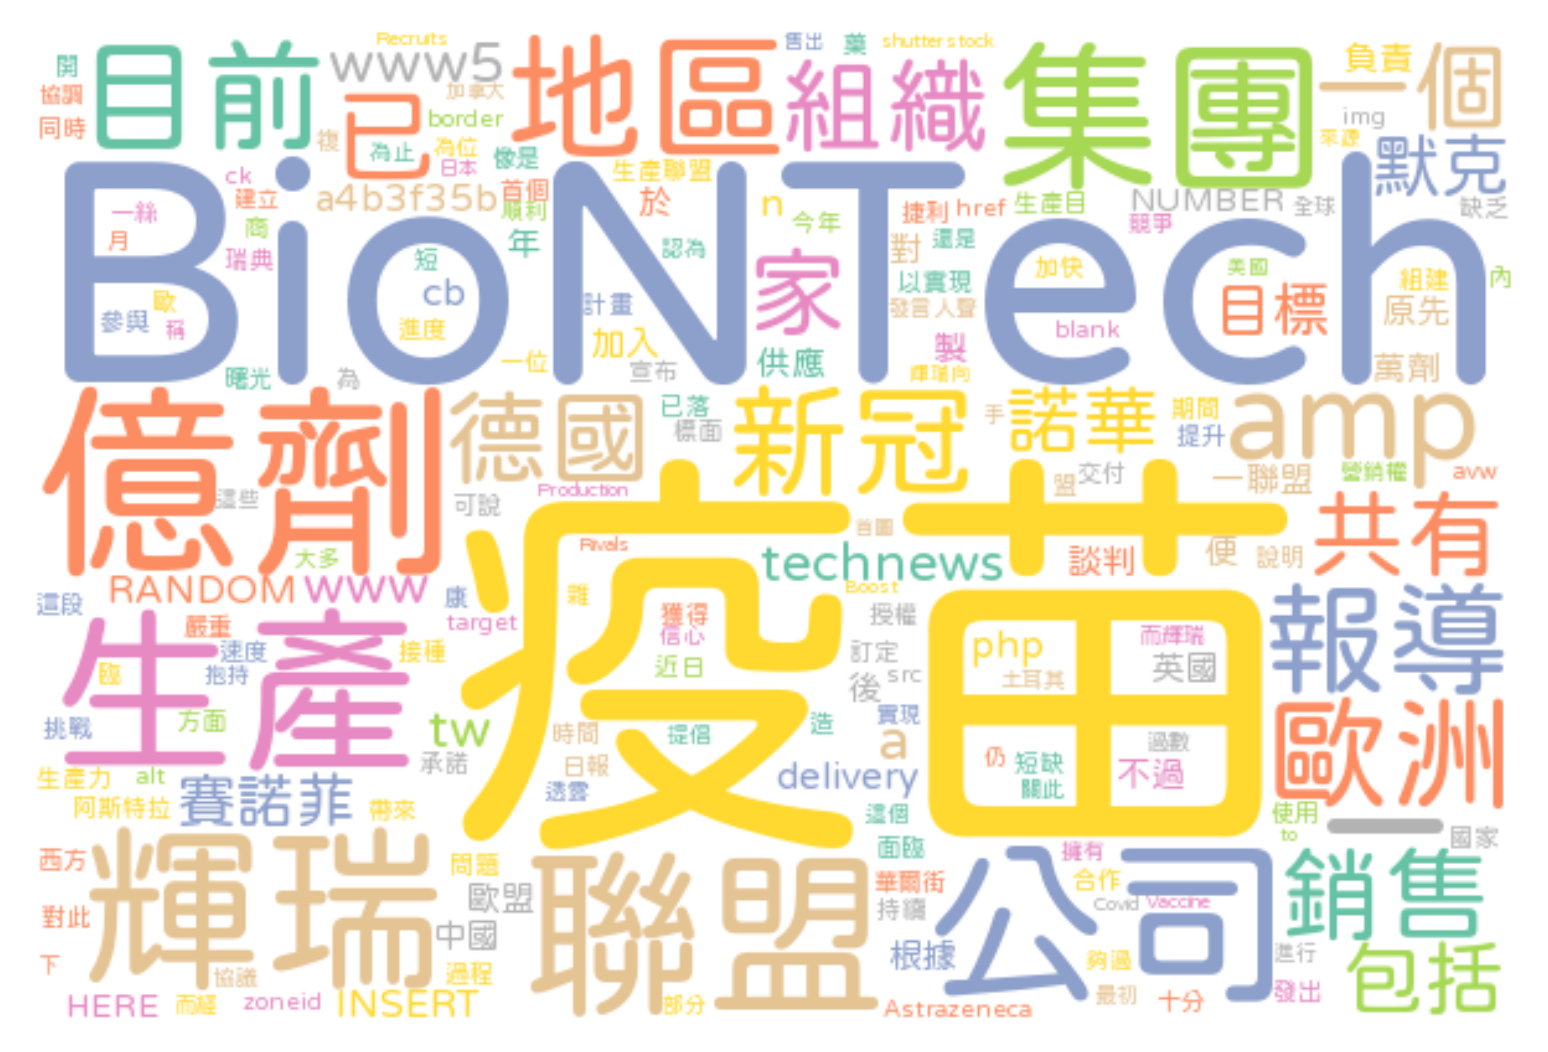 Recruits
售出
藥
shutterstock
目前
www5
地區
組織
集團
一個
負責
開
協調
同時
加拿大
已
border
img
來源
複
為止
為位
日本
像是
默克
ck
生產聯盟
建立
a4b3f35b
首個
順利
於
n
今年
捷利
href
生產目
NUMBER
全球
缺乏
競爭
BioNTech
一絲
月
商
瑞典
年
短
認為
家
對
還是
以實現
加快
美國
目標
組建
內
歐
參與
稱
cb
進度
計畫
加入
發言人聲
blank
原先
曙光
為
一位
宣布
供應
製
輝瑞向
萬劑
億劑
德國
已落
標面
新冠
手
諾華
期間
提升
amp
這些
可說
Production
疫苗
盟
交付
一聯盟
營銷權
avw
首圖
共有
大多
Rivals
technews
談判
便
說明
RANDOM
www
康
雜
Boost
這段
嚴重
target
獲得
信心
授權
php
而輝瑞
報導
生產
速度
接種
抱持
臨
近日
訂定
後
src
土耳其
英國
挑戰
方面
tw
時間
提倡
造
實現
a
過數
歐洲
生產力
alt
承諾
日報
透露
delivery
仍
短缺
關此
不過
阿斯特拉
賽諾菲
帶來
這個
使用
to
國家
西方
輝瑞
問題
聯盟
面臨
公司
擁有
銷售
歐盟
華爾街
持續
合作
Covid
Vaccine
對此
中國
根據
下
協議
過程
夠過
進行
包括
HERE
而經
zoneid
INSERT
部分
Astrazeneca
最初
十分
發出